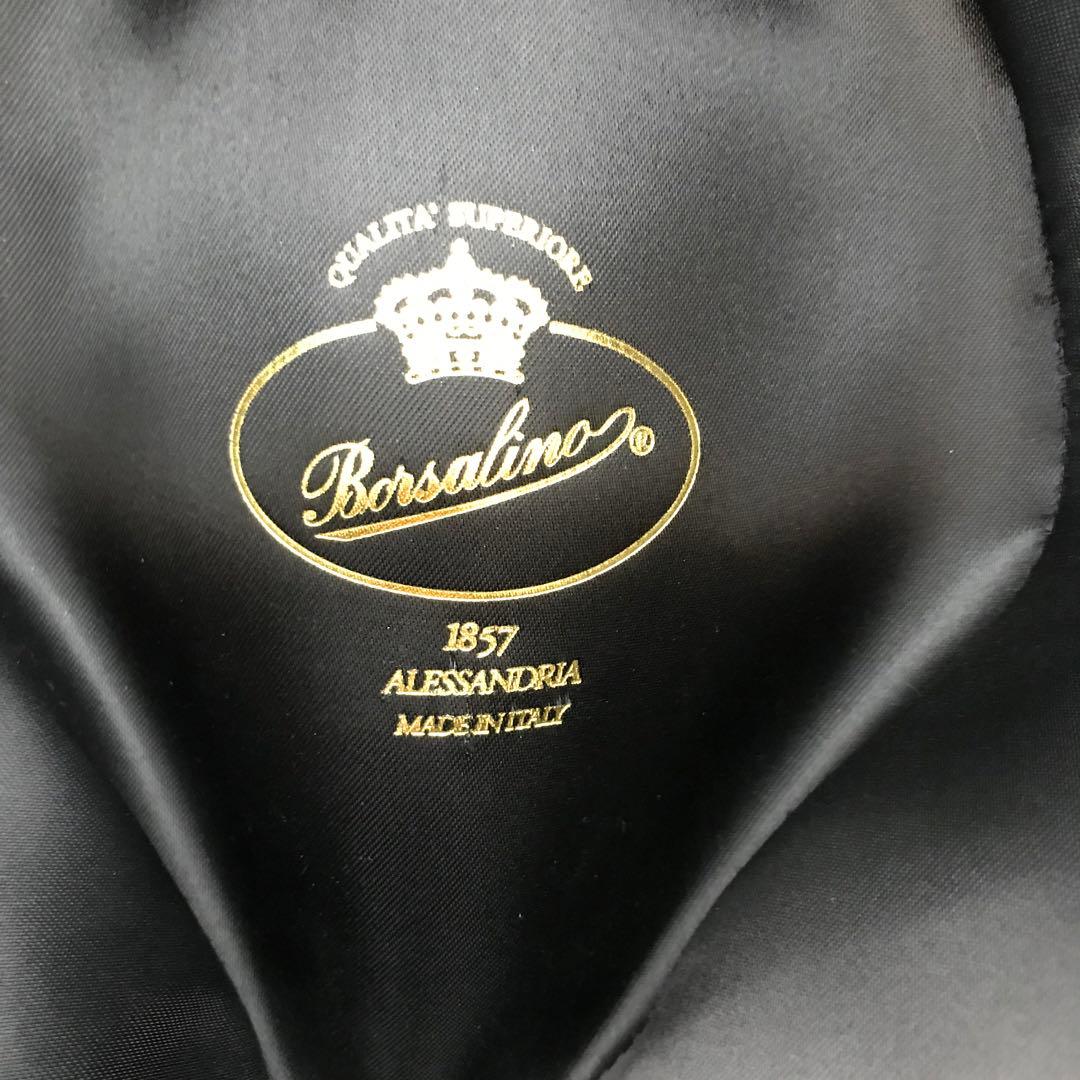 QUALITA' SUPERIORE
Borsalino®
1857
ALESSANDRIA
MADE IN ITALY